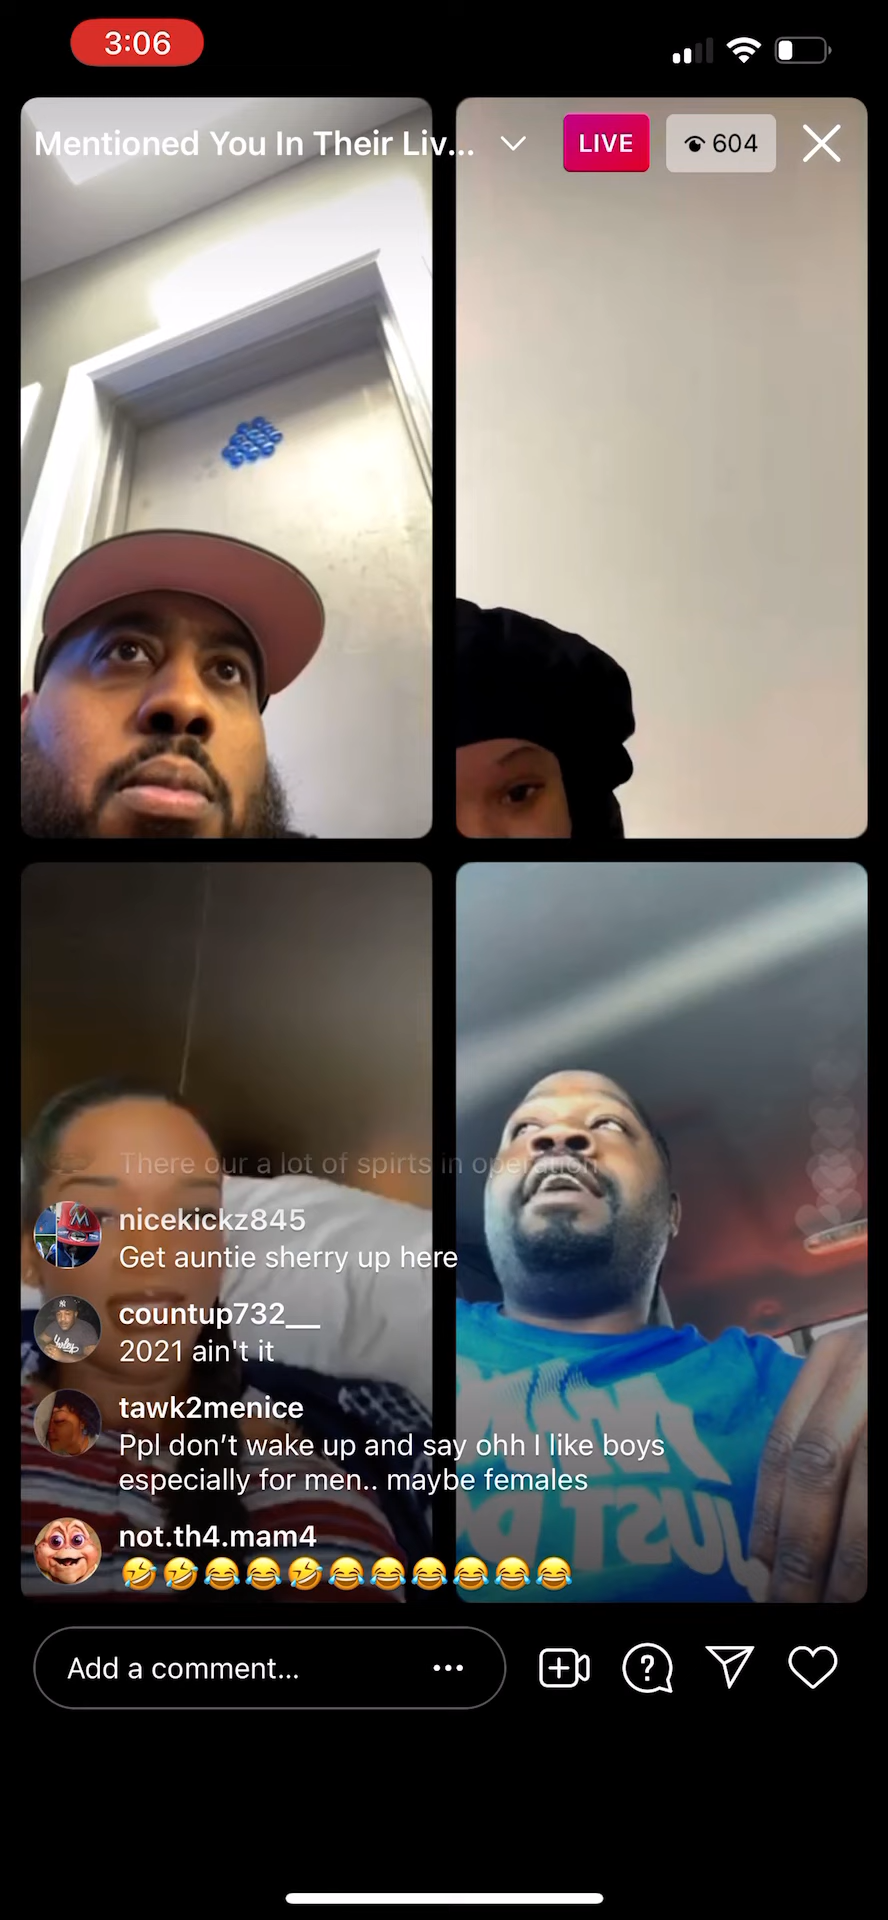 3:06
Mentioned You In Their Liv...
LIVE
604
There our a lot of spirts in operation
nicekickz845
Get auntie sherry up here
countup732__
2021 ain't it
tawk2menice
Ppl don’t wake up and say ohh I like boys
especially for men.. maybe females
not.th4.mam4
🤣🤣😂😂🤣😂😂😂😂😂😂
JUST D
Add a comment...